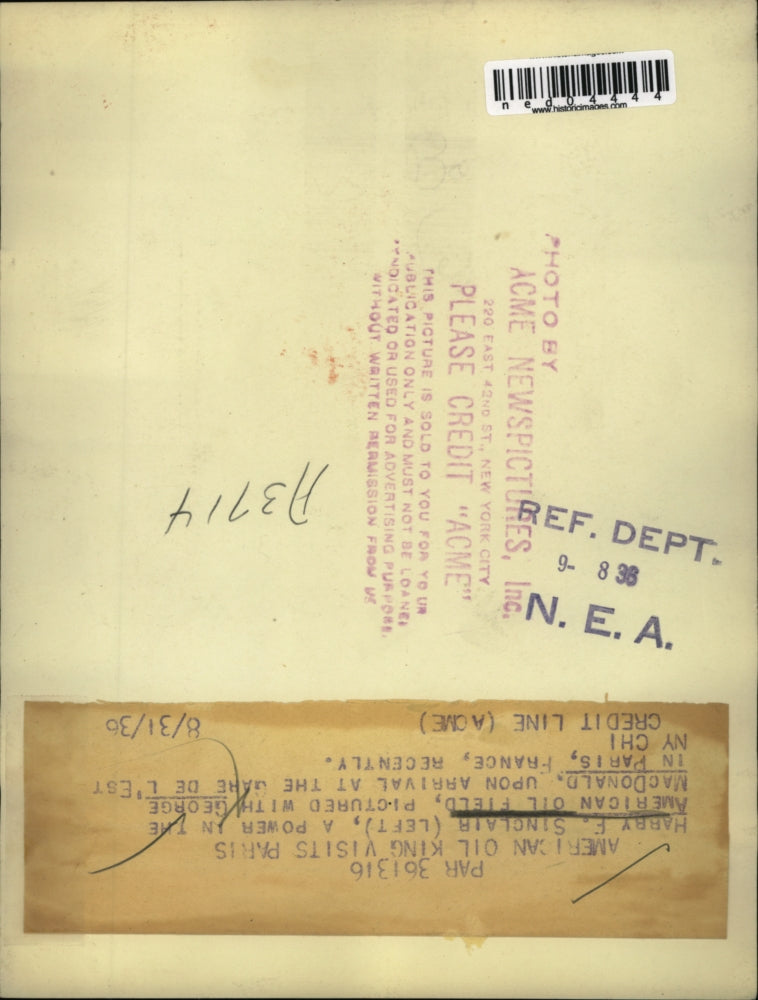 ned04444
www.historicimages.com
PHOTO BY
ACME NEWSPICTURES, Inc.
220 EAST 42ND ST., NEW YORK CITY
PLEASE CREDIT "ACME"
THIS PICTURE IS SOLD TO YOU FOR YOUR
PUBLICATION ONLY AND MUST NOT BE LOANED
SYNDICATED OR USED FOR ADVERTISING PURPOSES.
WITHOUT WRITTEN PERMISSION FROM US
REF. DEPT.
9- 8 36
N. E. A.
A3714
PAR 361316
AMERICAN OIL KING VISITS PARIS
HARRY F. SINCLAIR (LEFT), A POWER IN THE
AMERICAN OIL FIELD, PICTURED WITH GEORGE
MACDONALD, UPON ARRIVAL AT THE GARE DE L'EST
IN PARIS, FRANCE, RECENTLY.
NY CHI
CREDIT LINE (ACME) 8/31/36